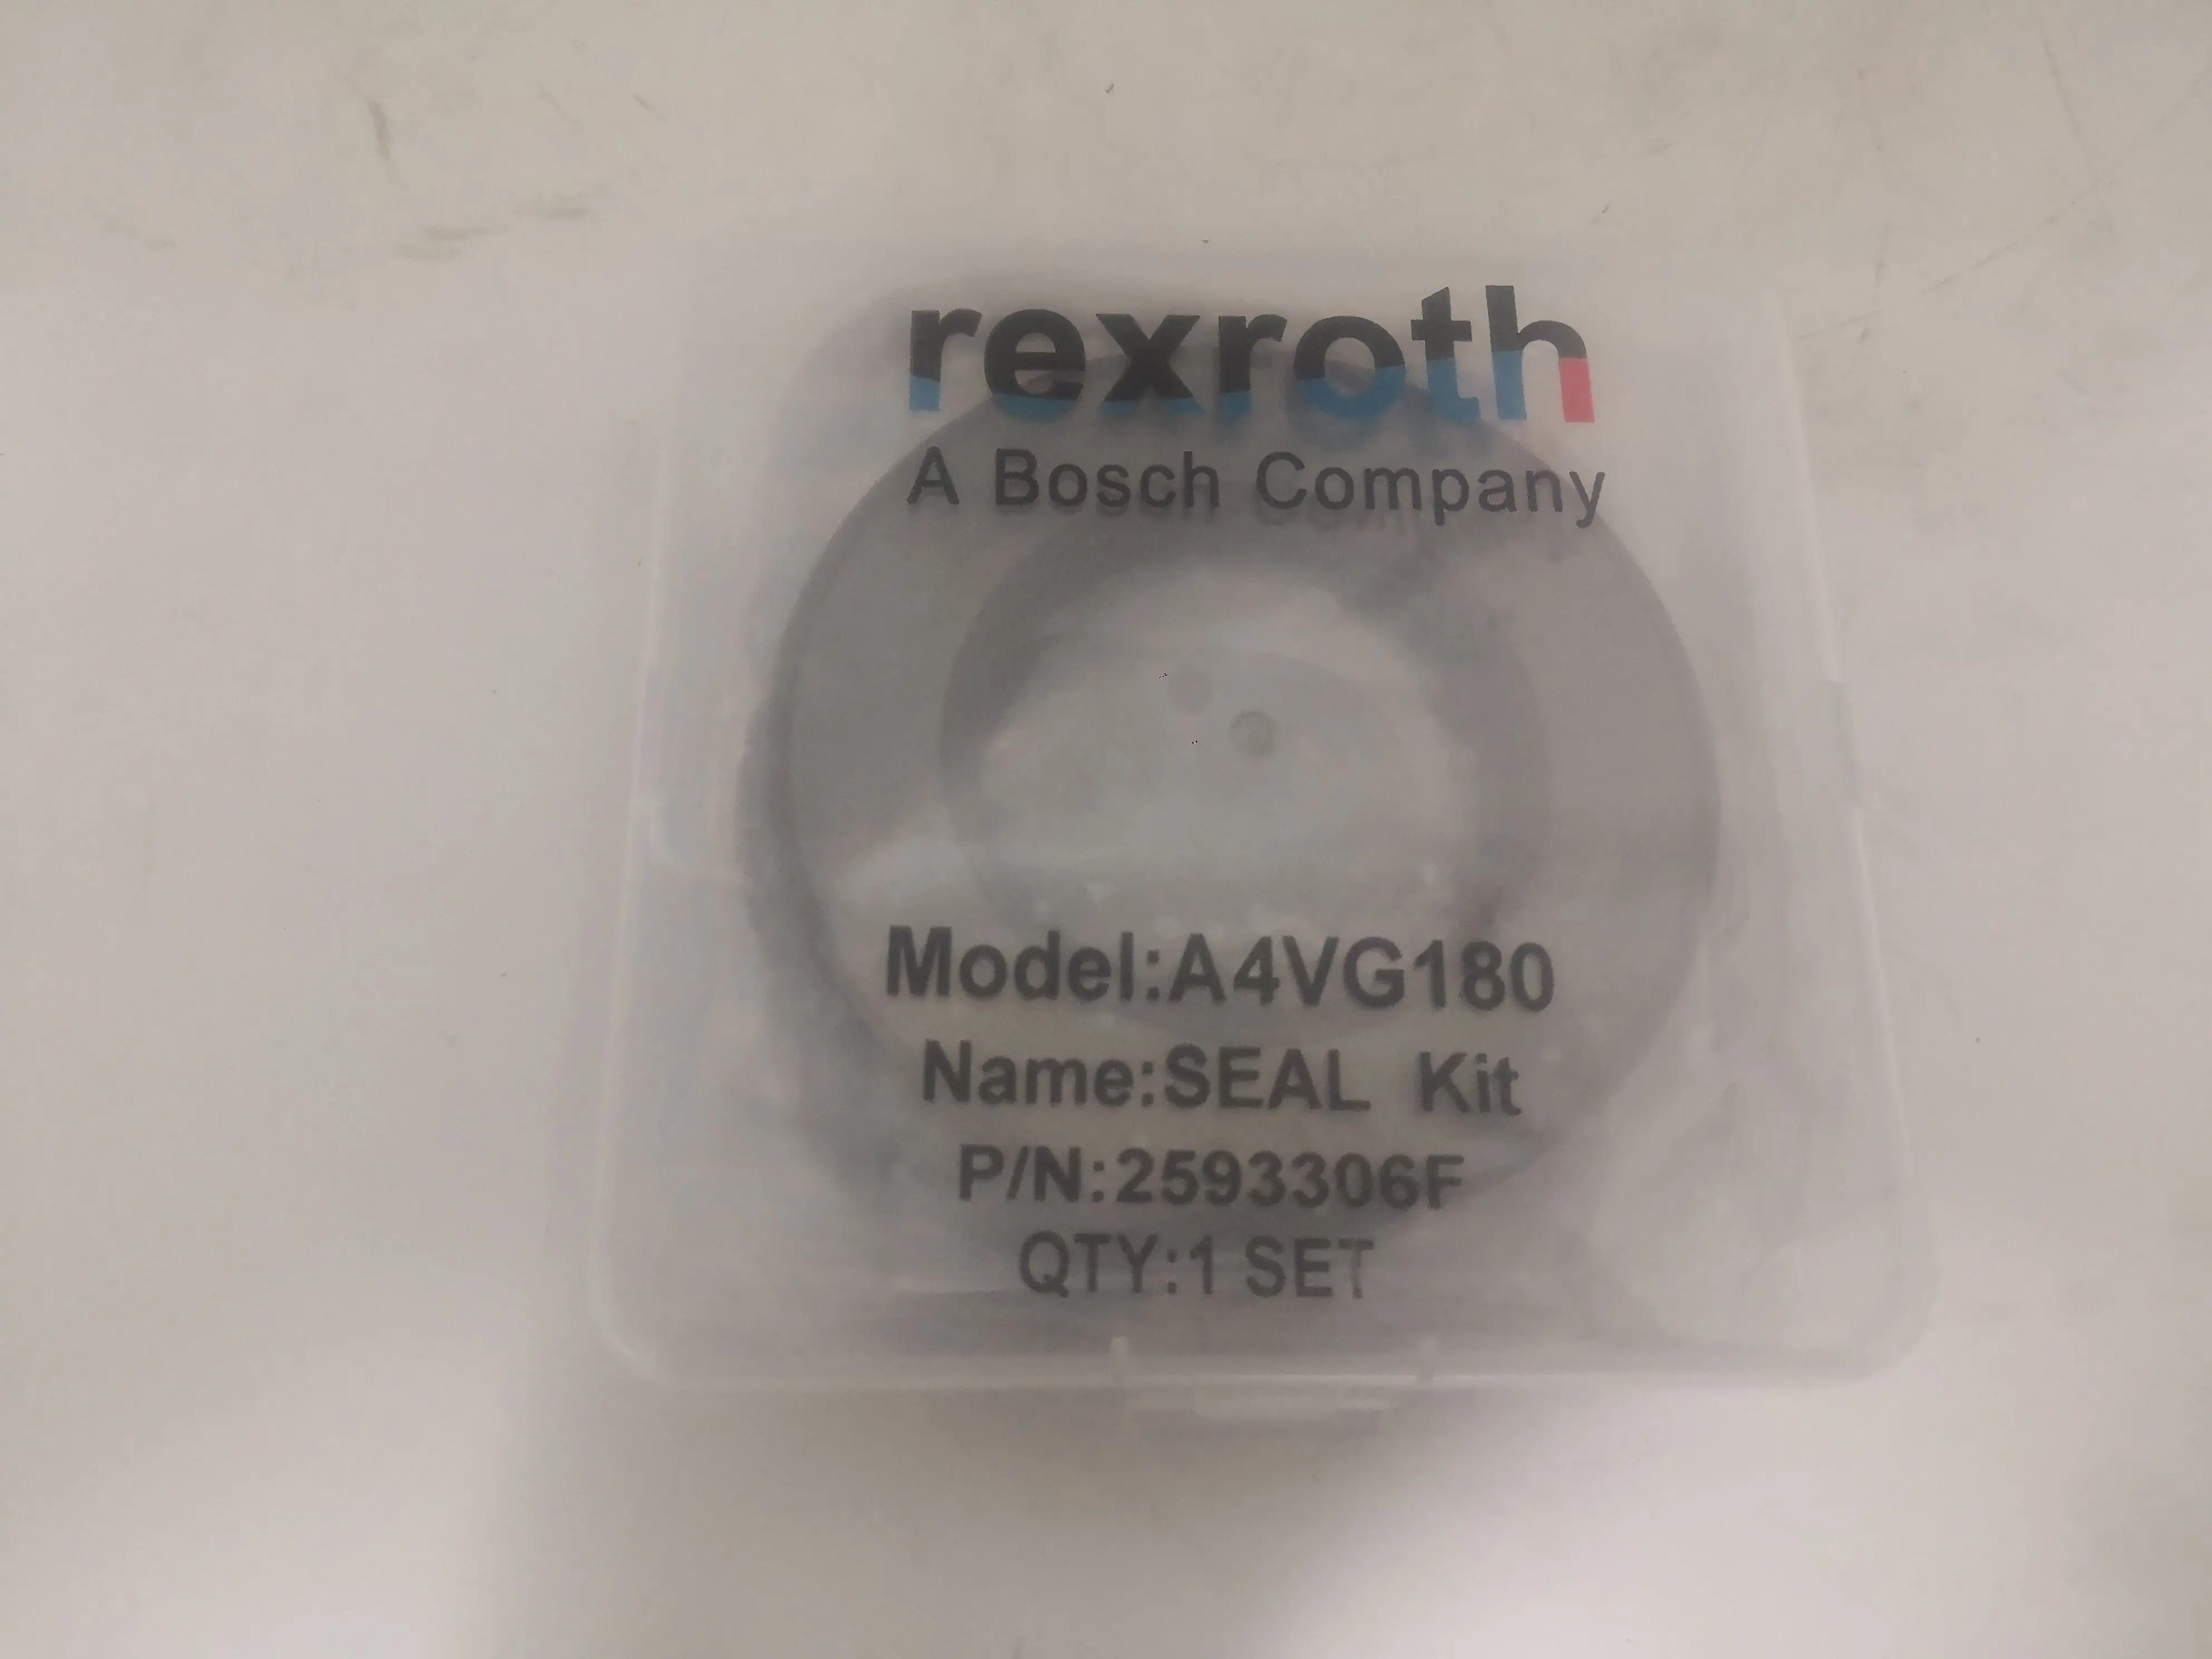 rexroth
A Bosch Company
Model:A4VG180
Name:SEAL Kit
P/N:2593306F
QTY:1 SET